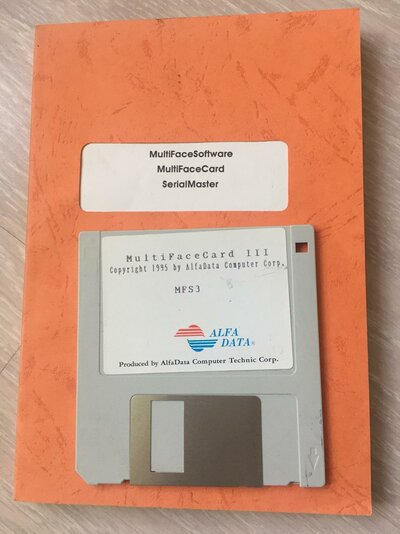 MultiFaceSoftware
MultiFaceCard
SerialMaster
MultiFaceCard III
Copyright 1995 by AlfaData Computer Corp.
MFS3
ALFA
DATA®
Produced by AlfaData Computer Technic Corp.